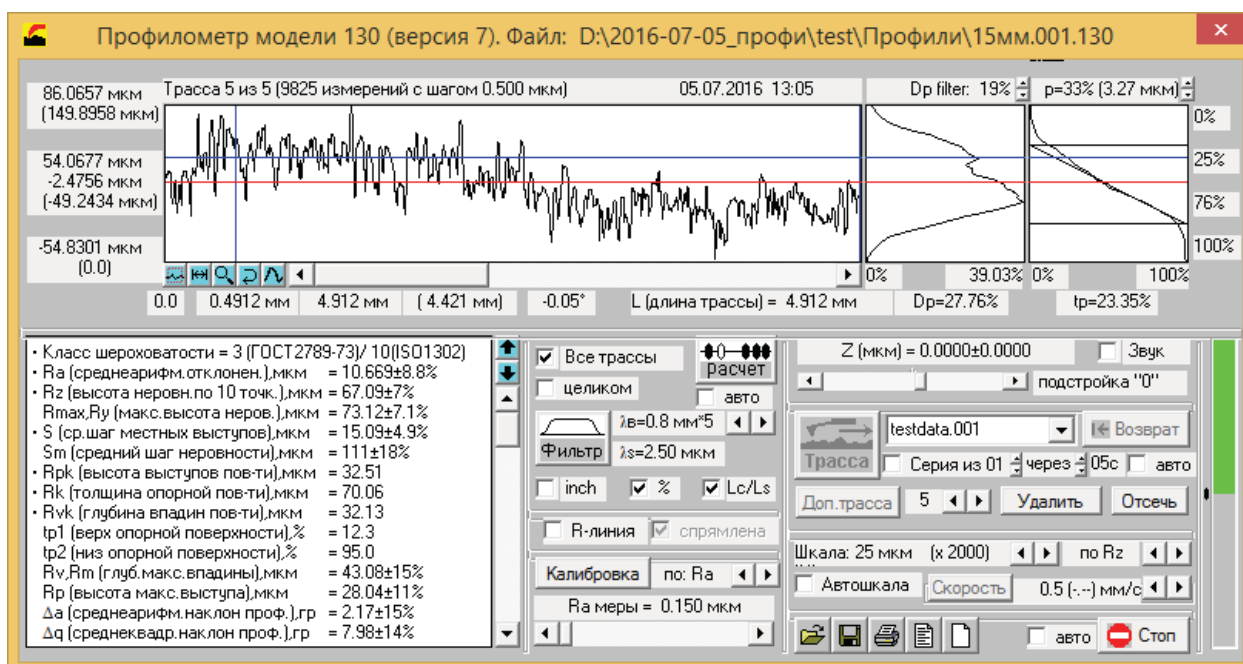 Профилометр модели 130 (версия 7). Файл: D:\2016-07-05_профи\test\Профили\15мм.001.130
×
86.0657 мкм
(149.8958 мкм)
Трасса 5 из 5 (9825 измерений с шагом 0.500 мкм) 05.07.2016 13:05
Dp filter: 19%
p=33% (3.27 мкм)
0%
54.0677 мкм
-2.4756 мкм
(-49.2434 мкм)
25%
76%
-54.8301 мкм
(0.0)
100%
0% 39.03%
0% 100%
0.0 0.4912 мм 4.912 мм ( 4.421 мм) -0.05° L (длина трассы) = 4.912 мм Dp=27.76% tp=23.35%
· Класс шероховатости = 3 (ГОСТ2789-73)/ 10(ISO1302)
· Ra (среднеарифм.отклонен.),мкм = 10.669±8.8%
· Rz (высота неровн.по 10 точк.),мкм = 67.09±7%
Rmax,Ry (макс.высота неров.),мкм = 73.12±7.1%
· S (ср.шаг местных выступов),мкм = 15.09±4.9%
Sm (средний шаг неровности),мкм = 111±18%
· Rpk (высота выступов пов-ти),мкм = 32.51
· Rk (толщина опорной пов-ти),мкм = 70.06
· Rvk (глубина впадин пов-ти),мкм = 32.13
tp1 (верх опорной поверхности),% = 12.3
tp2 (низ опорной поверхности),% = 95.0
Rv,Rm (глуб.макс.впадины),мкм = 43.08±15%
Rp (высота макс.выступа),мкм = 28.04±11%
Δa (среднеарифм.наклон проф.),гр = 2.17±15%
Δq (среднеквадр.наклон проф.),гр = 7.98±14%
Все трассы
расчет
целиком
авто
λв=0.8 мм*5
Фильтр λs=2.50 мкм
inch % Lc/Ls
R-линия спрямлена
Калибровка по: Ra
Ra меры = 0.150 мкм
Z (мкм) = 0.0000±0.0000 Звук
подстройка "0"
Трасса
testdata.001 Возврат
Серия из 01 через 05с авто
Доп.трасса 5 Удалить Отсечь
Шкала: 25 мкм (x 2000) по Rz
Автошкала Скорость 0.5 (-.--) мм/с
авто Стоп